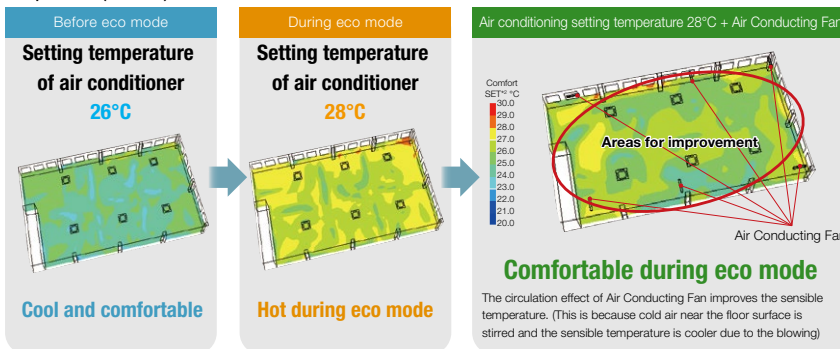 Before eco mode
Setting temperature
of air conditioner
26°C
Cool and comfortable
During eco mode
Setting temperature
of air conditioner
28°C
Hot during eco mode
Air conditioning setting temperature 28°C + Air Conducting Fan
Comfort
SET*² °C
30.0
29.0
28.0
27.0
26.0
25.0
24.0
23.0
22.0
21.0
20.0
Areas for improvement
Air Conducting Fan
Comfortable during eco mode
The circulation effect of Air Conducting Fan improves the sensible
temperature. (This is because cold air near the floor surface is
stirred and the sensible temperature is cooler due to the blowing)